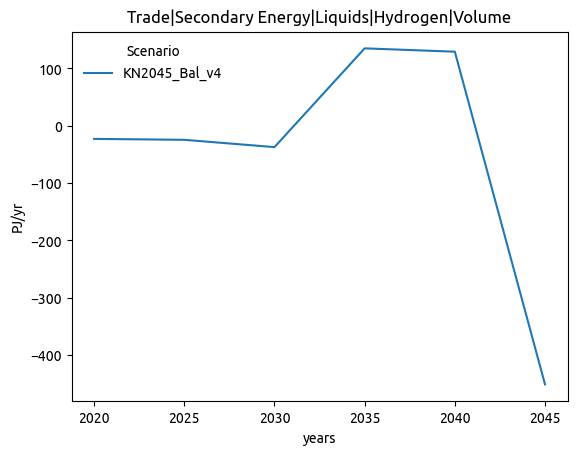 Trade|Secondary Energy|Liquids|Hydrogen|Volume
Scenario
KN2045_Bal_v4
100
0
−100
−200
−300
−400
PJ/yr
2020 2025 2030 2035 2040 2045
years